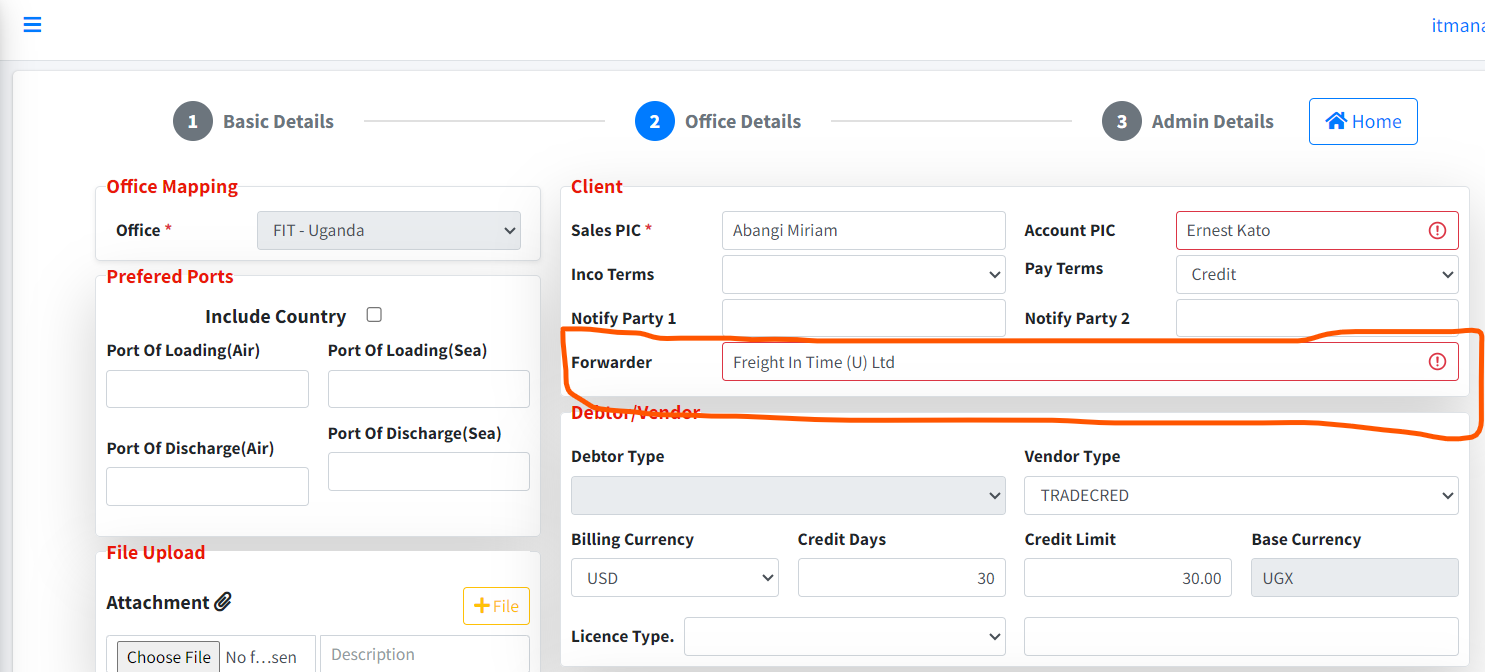 itmana
1 Basic Details
2 Office Details
3 Admin Details
Home
Office Mapping
Office *
FIT - Uganda
Prefered Ports
Include Country
Port Of Loading(Air)
Port Of Loading(Sea)
Port Of Discharge(Air)
Port Of Discharge(Sea)
File Upload
Attachment
+File
Choose File No f...sen
Description
Client
Sales PIC *
Abangi Miriam
Account PIC
Ernest Kato
Inco Terms
Pay Terms
Credit
Notify Party 1
Notify Party 2
Forwarder
Freight In Time (U) Ltd
Debtor/Vendor
Debtor Type
Vendor Type
TRADECRED
Billing Currency
Credit Days
Credit Limit
Base Currency
USD
30
30.00
UGX
Licence Type.